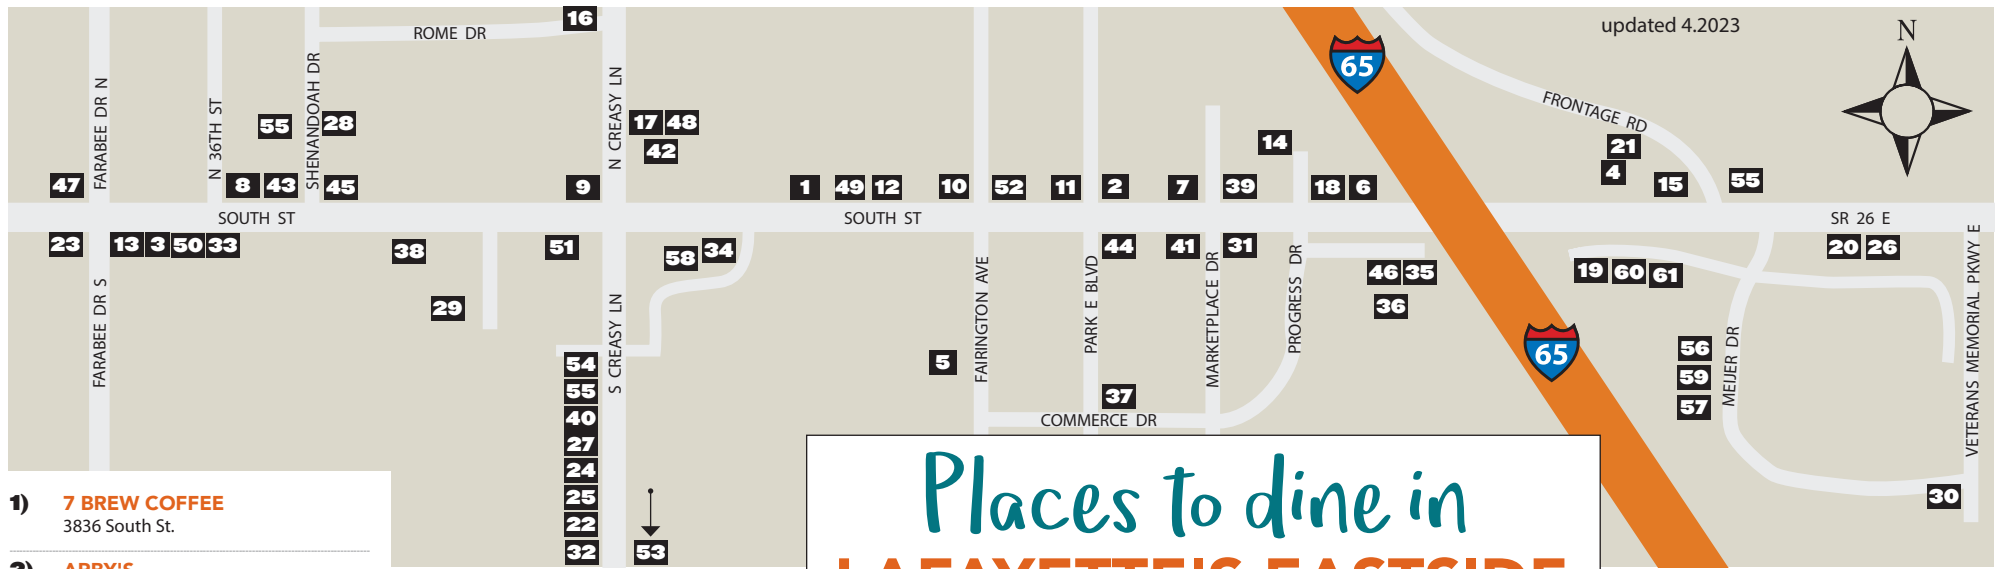 updated 4.2023
N
16
ROME DR
65
FARABEE DR N
N 36TH ST
SHENANDOAH DR
N CREASY LN
FRONTAGE RD
55
28
17
48
42
14
21
4
15
55
47
8
43
45
9
1
49
12
10
52
11
2
7
39
18
6
SOUTH ST
SOUTH ST
SR 26 E
23
13
3
50
33
38
51
58
34
44
41
31
20
26
29
46
35
36
19
60
61
FARABEE DR S
S CREASY LN
FAIRINGTON AVE
PARK E BLVD
MARKETPLACE DR
PROGRESS DR
MEIJER DR
VETERANS MEMORIAL PKWY E
65
5
37
COMMERCE DR
56
59
57
30
54
55
40
27
24
25
22
32
53
1) 7 BREW COFFEE
3836 South St.
2) ARBY'S
Places to dine in
LAFAYETTE'S EASTSIDE